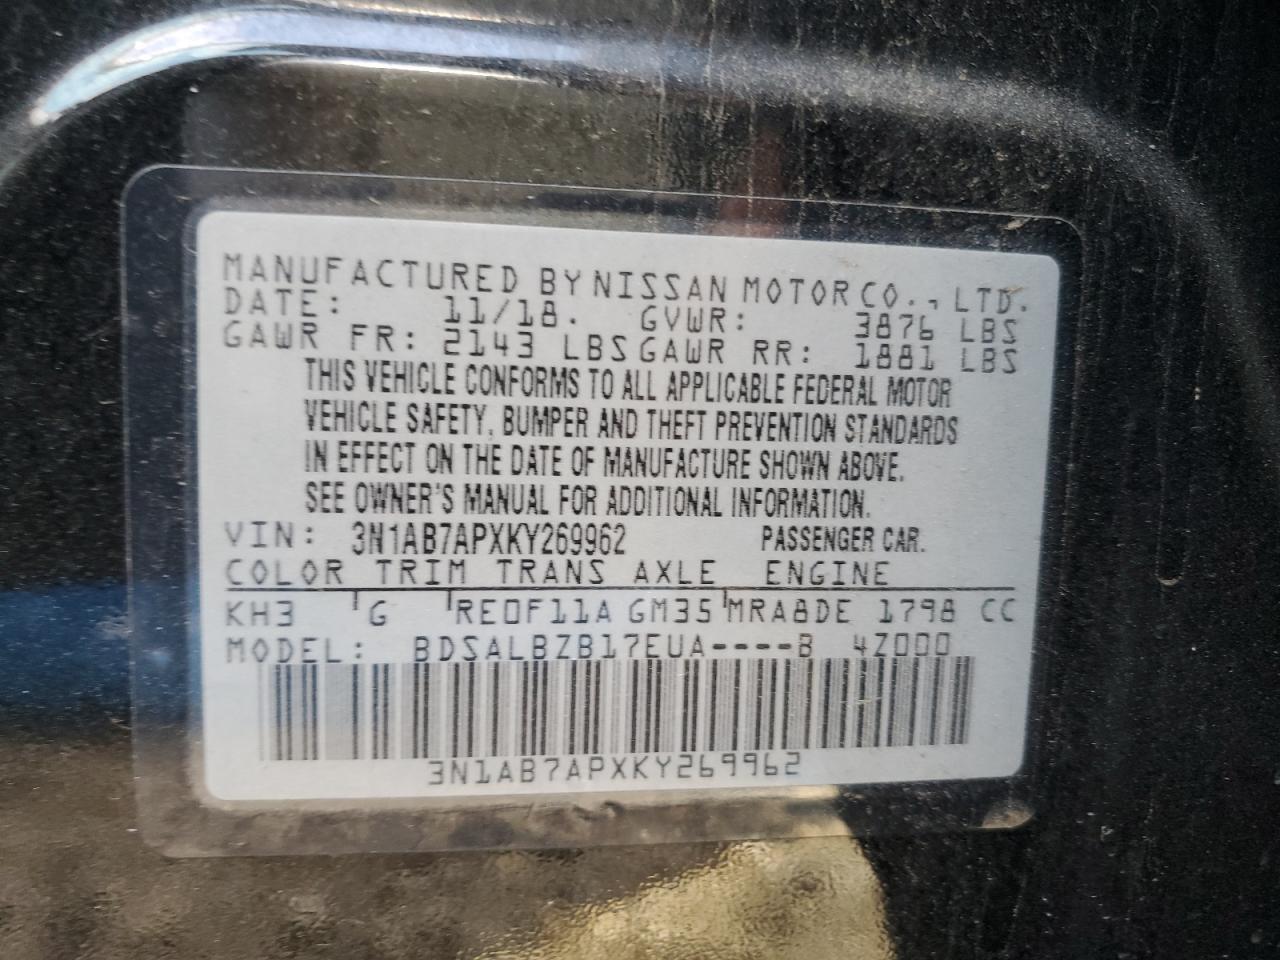 MANUFACTURED BY NISSAN MOTOR CO., LTD.
DATE: 11/18. GVWR: 3876 LBS
GAWR FR: 2143 LBS GAWR RR: 1881 LBS
THIS VEHICLE CONFORMS TO ALL APPLICABLE FEDERAL MOTOR
VEHICLE SAFETY, BUMPER AND THEFT PREVENTION STANDARDS
IN EFFECT ON THE DATE OF MANUFACTURE SHOWN ABOVE.
SEE OWNER'S MANUAL FOR ADDITIONAL INFORMATION.
VIN: 3N1AB7APXKY269962 PASSENGER CAR.
COLOR TRIM TRANS AXLE ENGINE
KH3 G RE0F11A GM35 MRA8DE 1798 CC
MODEL: BDSALBZB17EUA----B 4Z000
3N1AB7APXKY269962